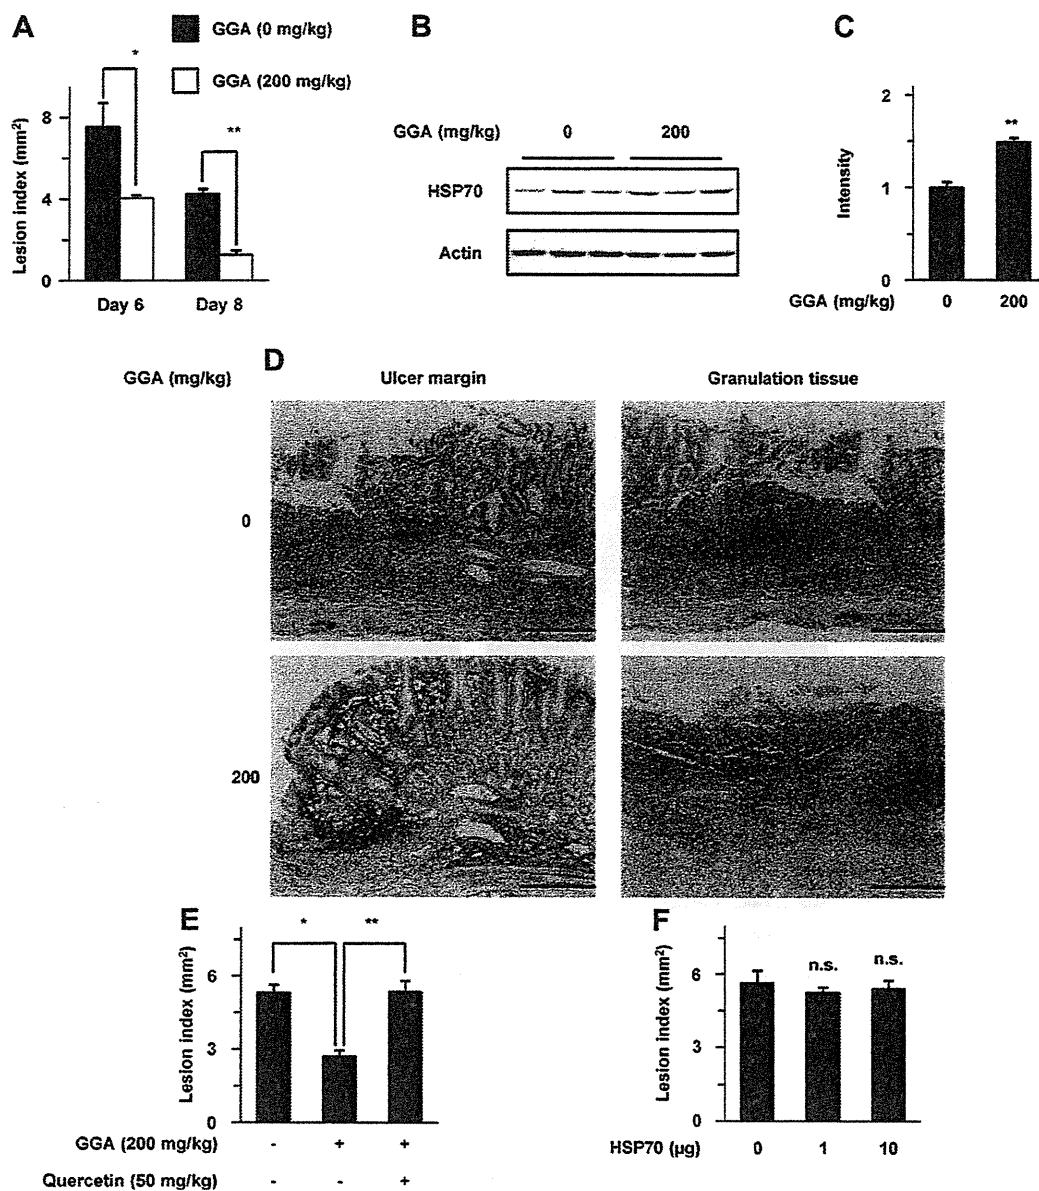 A
GGA (0 mg/kg)
GGA (200 mg/kg)
*
**
Lesion index (mm²)
8
4
0
Day 6 Day 8
B
GGA (mg/kg) 0 200
HSP70
Actin
C
2
**
Intensity
1
0
GGA (mg/kg) 0 200
D
GGA (mg/kg) Ulcer margin Granulation tissue
0
200
E
* **
Lesion index (mm²)
6
3
0
GGA (200 mg/kg) - + +
Quercetin (50 mg/kg) - - +
F
n.s. n.s.
Lesion index (mm²)
6
3
0
HSP70 (μg) 0 1 10